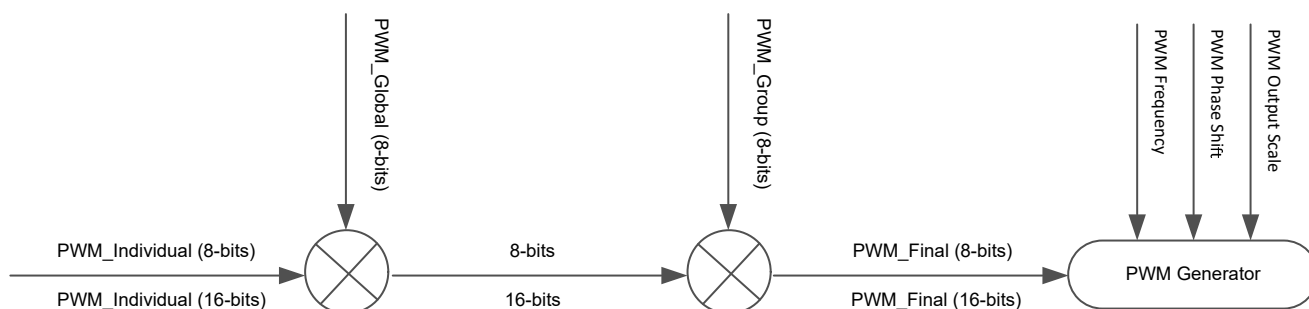 PWM_Global (8-bits)
PWM_Group (8-bits)
PWM Frequency
PWM Phase Shift
PWM Output Scale
PWM_Individual (8-bits)
8-bits
PWM_Final (8-bits)
PWM Generator
PWM_Individual (16-bits)
16-bits
PWM_Final (16-bits)